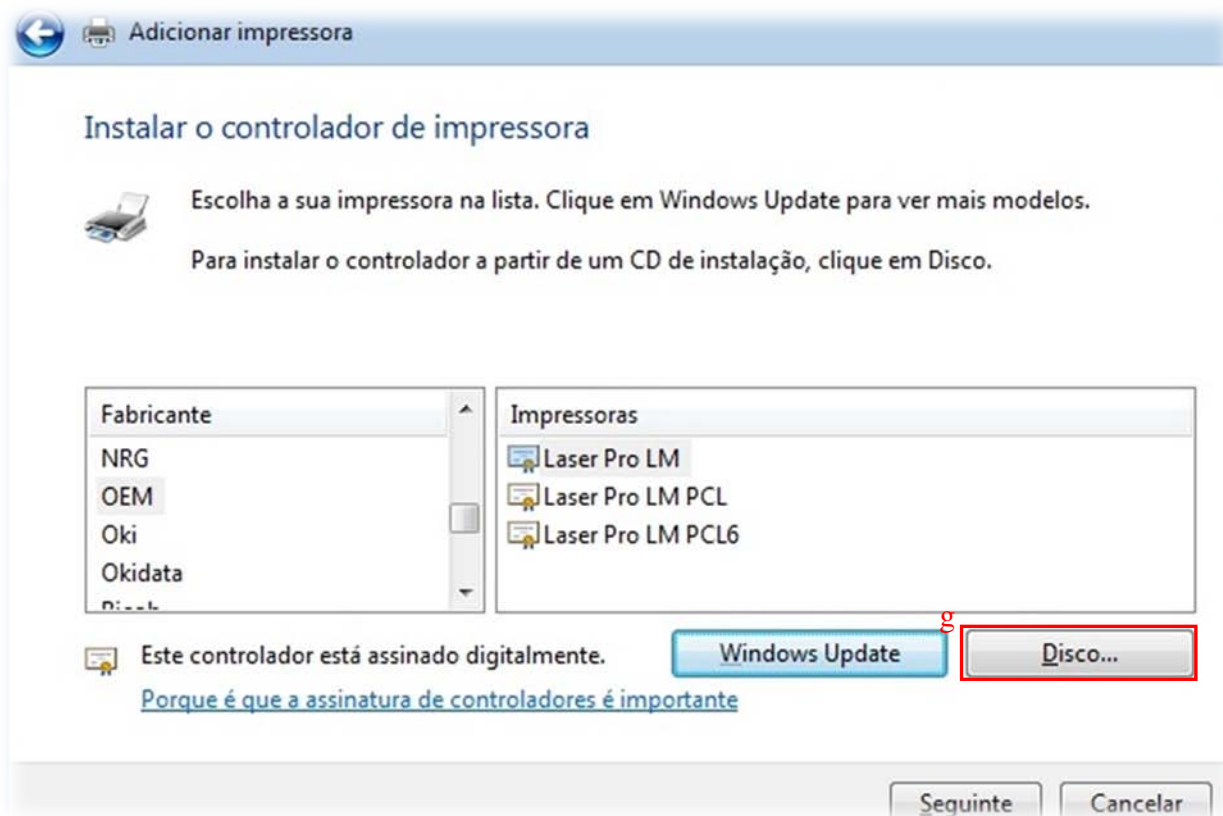 Adicionar impressora
Instalar o controlador de impressora
Escolha a sua impressora na lista. Clique em Windows Update para ver mais modelos.
Para instalar o controlador a partir de um CD de instalação, clique em Disco.
Fabricante
NRG
OEM
Oki
Okidata
Impressoras
Laser Pro LM
Laser Pro LM PCL
Laser Pro LM PCL6
g
Este controlador está assinado digitalmente.
Windows Update
Disco...
Porque é que a assinatura de controladores é importante
Seguinte
Cancelar